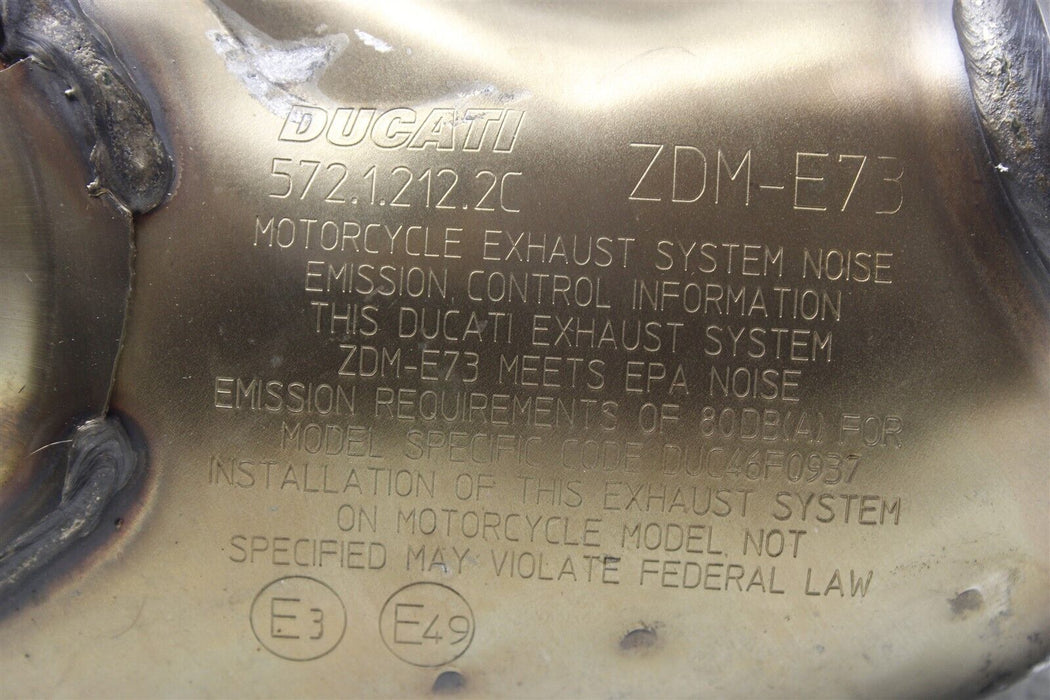 DUCATI
572.1.212.2C
ZDM-E73
MOTORCYCLE EXHAUST SYSTEM NOISE
EMISSION CONTROL INFORMATION
THIS DUCATI EXHAUST SYSTEM
ZDM-E73 MEETS EPA NOISE
EMISSION REQUIREMENTS OF 80DB(A) FOR
MODEL SPECIFIC CODE DUC46F0937
INSTALLATION OF THIS EXHAUST SYSTEM
ON MOTORCYCLE MODEL NOT
SPECIFIED MAY VIOLATE FEDERAL LAW
E3 E49